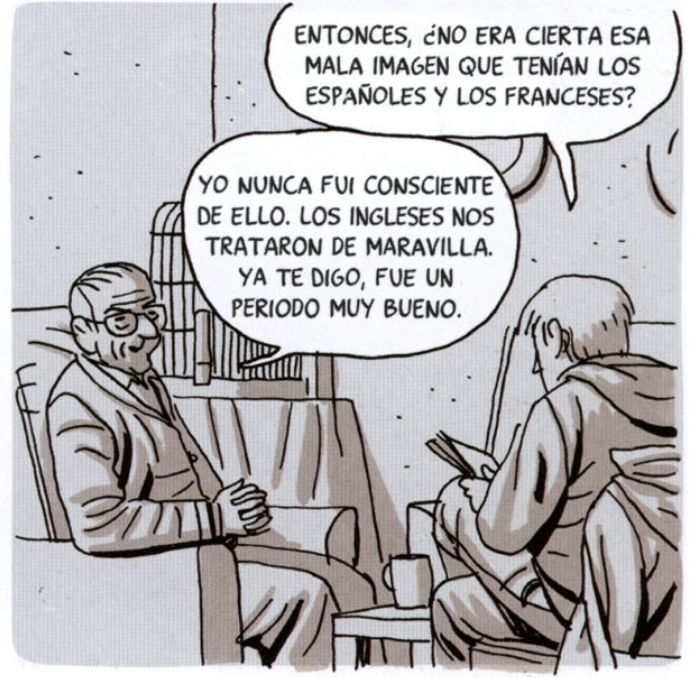 ENTONCES, ¿NO ERA CIERTA ESA
MALA IMAGEN QUE TENÍAN LOS
ESPAÑOLES Y LOS FRANCESES?
YO NUNCA FUI CONSCIENTE
DE ELLO. LOS INGLESES NOS
TRATARON DE MARAVILLA.
YA TE DIGO, FUE UN
PERIODO MUY BUENO.